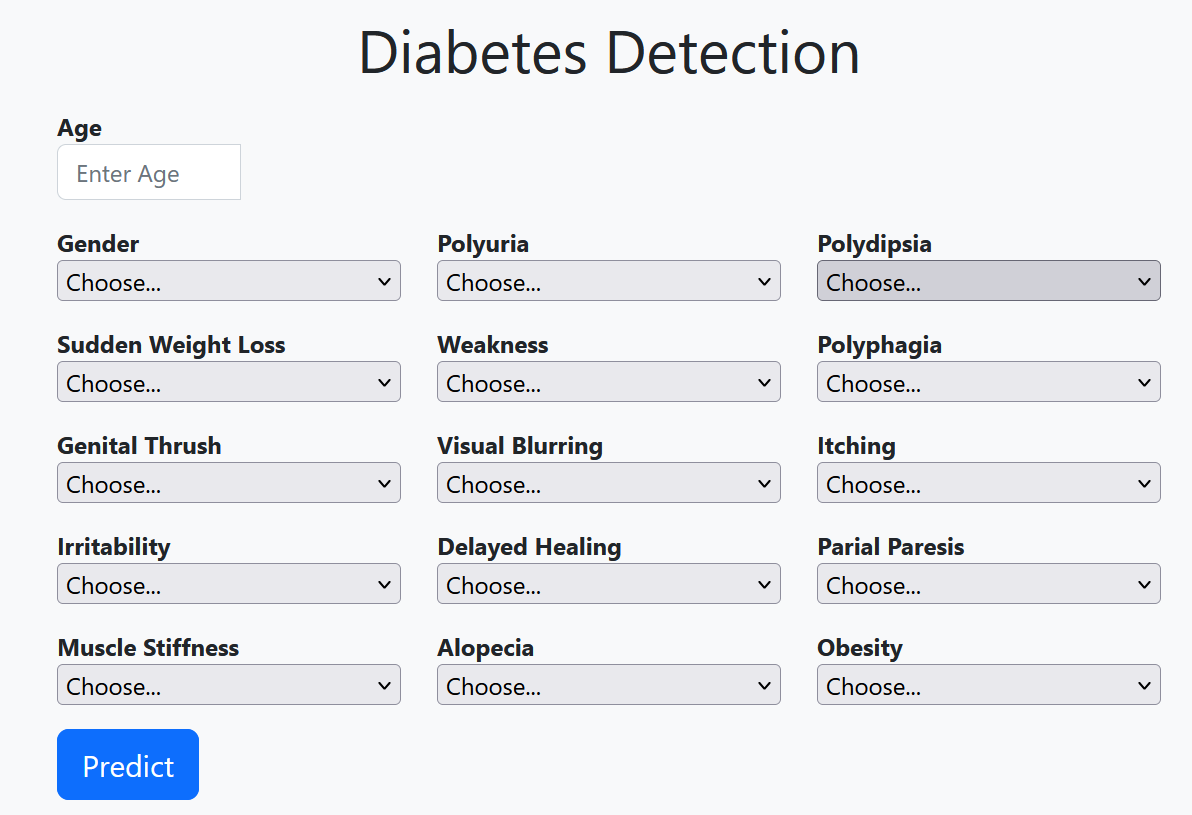 Diabetes Detection
Age
Enter Age
Gender Polyuria Polydipsia
Choose... Choose... Choose...
Sudden Weight Loss Weakness Polyphagia
Choose... Choose... Choose...
Genital Thrush Visual Blurring Itching
Choose... Choose... Choose...
Irritability Delayed Healing Parial Paresis
Choose... Choose... Choose...
Muscle Stiffness Alopecia Obesity
Choose... Choose... Choose...
Predict